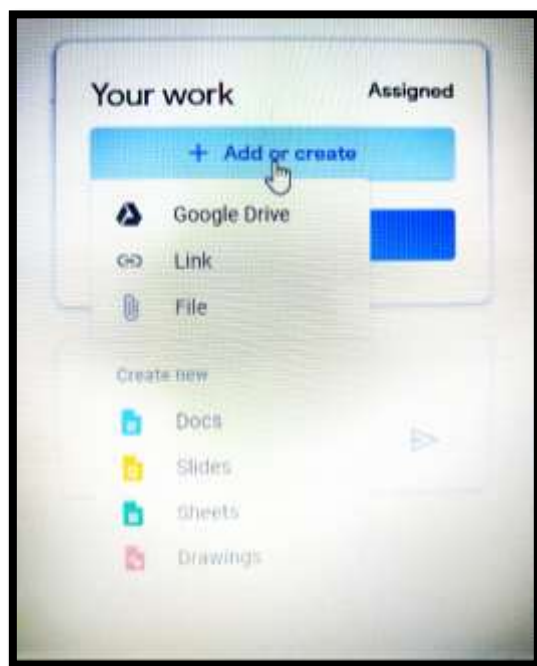 Your work Assigned
+ Add or create
Google Drive
Link
File
Create new
Docs
Slides
Sheets
Drawings